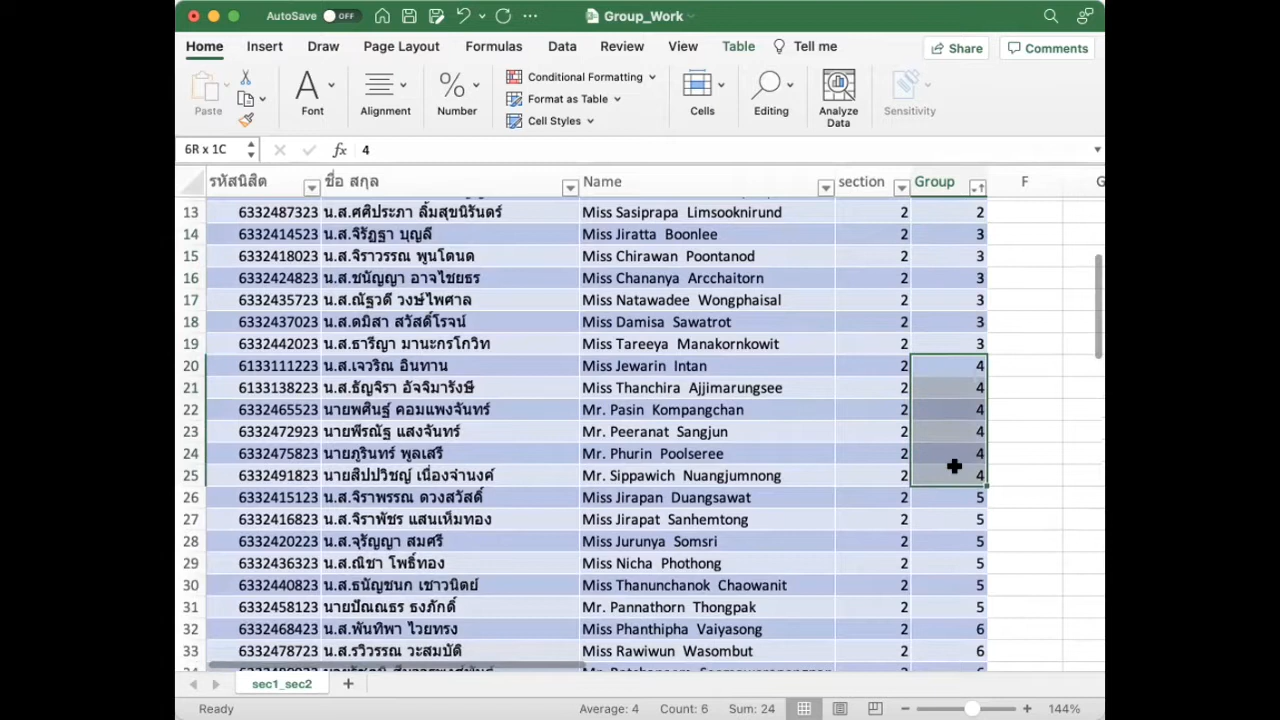 AutoSave OFF Group_Work
Home Insert Draw Page Layout Formulas Data Review View Table Tell me Share Comments
Paste Font Alignment Number Conditional Formatting Format as Table Cell Styles Cells Editing Analyze Data Sensitivity
6R x 1C fx 4
รหัสนิสิต ชื่อ สกุล Name section Group F G
13 6332487323 น.ส.ศศิประภา ลิ้มสุขนิรันดร์ Miss Sasiprapa Limsooknirund 2 2
14 6332414523 น.ส.จิรัฏฐา บุญลี Miss Jiratta Boonlee 2 3
15 6332418023 น.ส.จิราวรรณ พูนโตนด Miss Chirawan Poontanod 2 3
16 6332424823 น.ส.ชนัญญา อาจไชยธร Miss Chananya Arcchaitorn 2 3
17 6332435723 น.ส.ณัฐวดี วงษ์ไพศาล Miss Natawadee Wongphaisal 2 3
18 6332437023 น.ส.ดมิสา สวัสดิ์โรจน์ Miss Damisa Sawatrot 2 3
19 6332442023 น.ส.ธารีญา มานะกรโกวิท Miss Tareeya Manakornkowit 2 3
20 6133111223 น.ส.เจวริณ อินทาน Miss Jewarin Intan 2 4
21 6133138223 น.ส.ธัญจิรา อัจจิมารังษี Miss Thanchira Ajjimarungsee 2 4
22 6332465523 นายพศินธุ์ คอมแพงจันทร์ Mr. Pasin Kompangchan 2 4
23 6332472923 นายพีรณัฐ แสงจันทร์ Mr. Peeranat Sangjun 2 4
24 6332475823 นายภูรินทร์ พูลเสรี Mr. Phurin Poolseree 2 4
25 6332491823 นายสิปปวิชญ์ เนื่องจำนงค์ Mr. Sippawich Nuangjumnong 2 4
26 6332415123 น.ส.จิราพรรณ ดวงสวัสดิ์ Miss Jirapan Duangsawat 2 5
27 6332416823 น.ส.จิราพัชร แสนเห็มทอง Miss Jirapat Sanhemtong 2 5
28 6332420223 น.ส.จุรัญญา สมศรี Miss Jurunya Somsri 2 5
29 6332436323 น.ส.ณิชา โพธิ์ทอง Miss Nicha Phothong 2 5
30 6332440823 น.ส.ธนัญชนก เชาวนิตย์ Miss Thanunchanok Chaowanit 2 5
31 6332458123 นายปัณณธร ธงภักดิ์ Mr. Pannathorn Thongpak 2 5
32 6332468423 น.ส.พันทิพา ไวยทรง Miss Phanthipha Vaiyasong 2 6
33 6332478723 น.ส.รวิวรรณ วะสมบัติ Miss Rawiwun Wasombut 2 6
sec1_sec2
Ready Average: 4 Count: 6 Sum: 24 144%